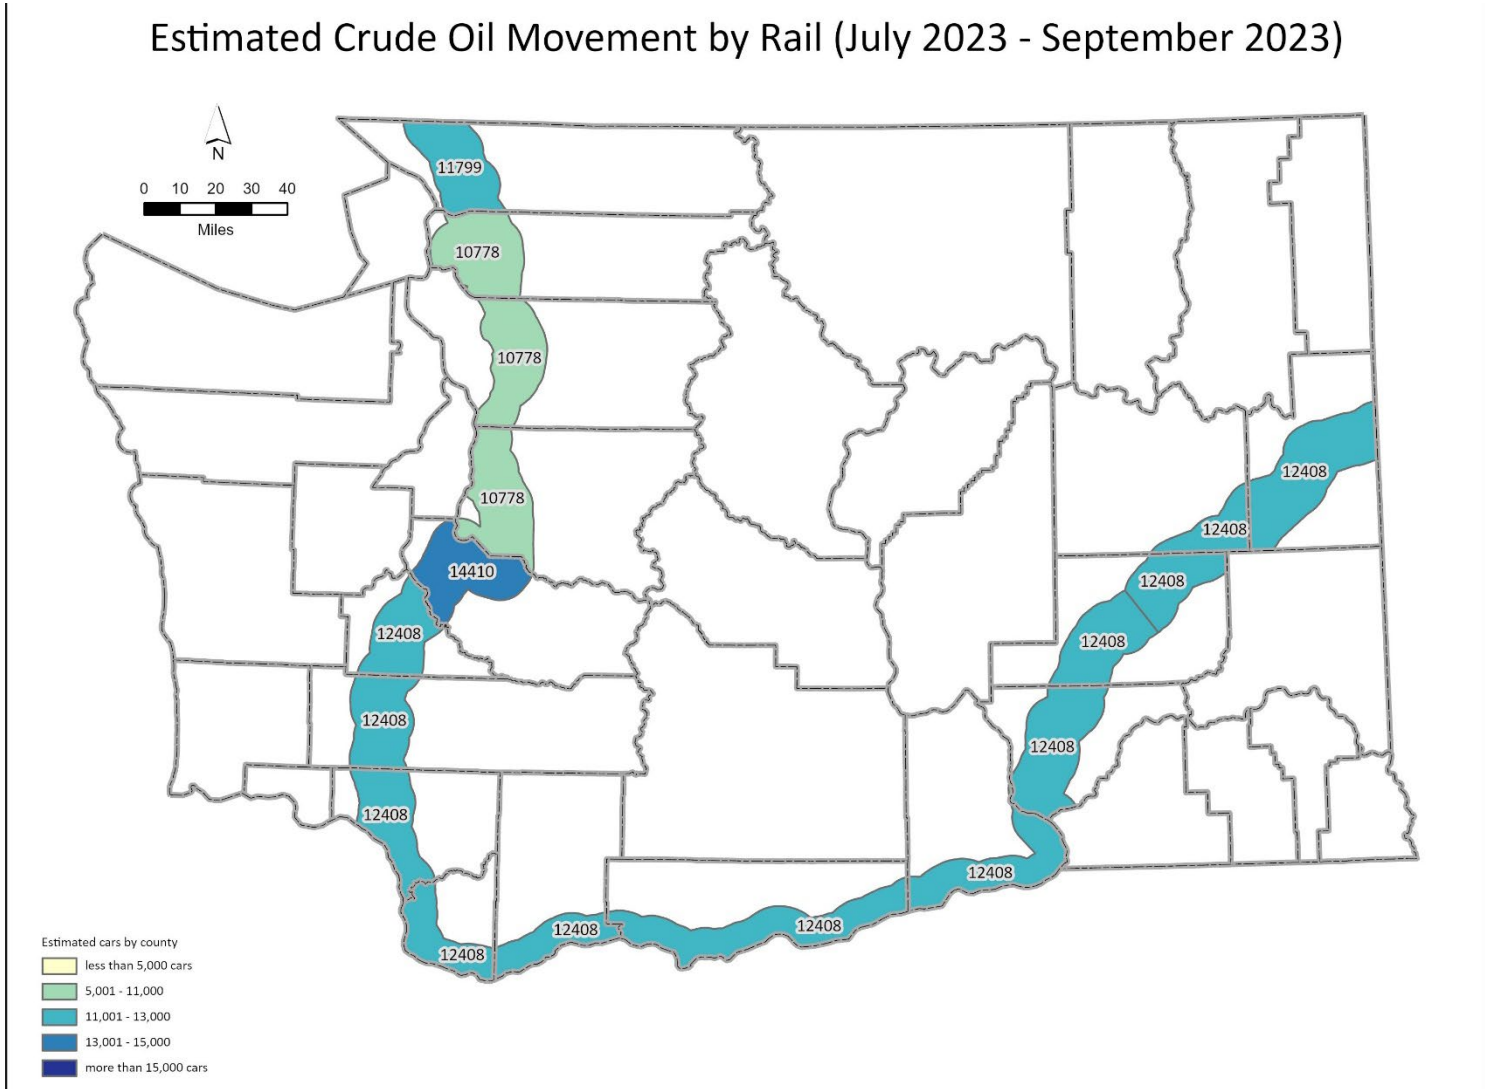 Estimated Crude Oil Movement by Rail (July 2023 - September 2023)
N
0 10 20 30 40
Miles
11799
10778
10778
10778
14410
12408
12408
12408
12408
12408
12408
12408
12408
12408
12408
12408
12408
Estimated cars by county
less than 5,000 cars
5,001 - 11,000
11,001 - 13,000
13,001 - 15,000
more than 15,000 cars